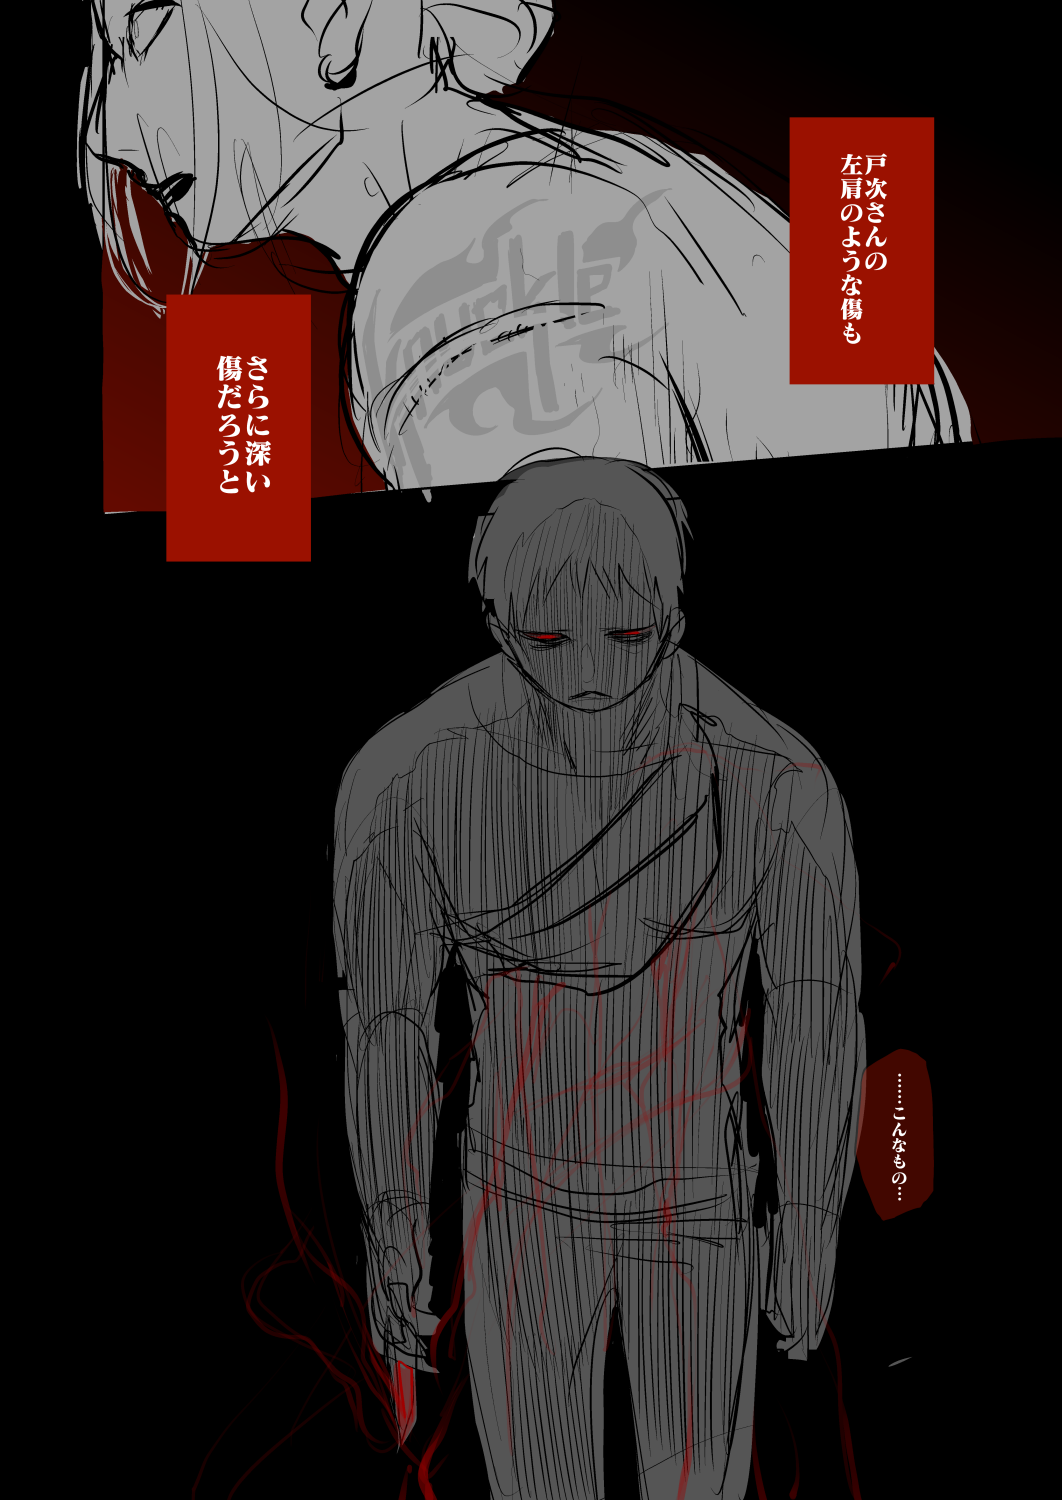 戸次さんの
左肩のような傷も
さらに深い
傷だろうと
……こんなもの…